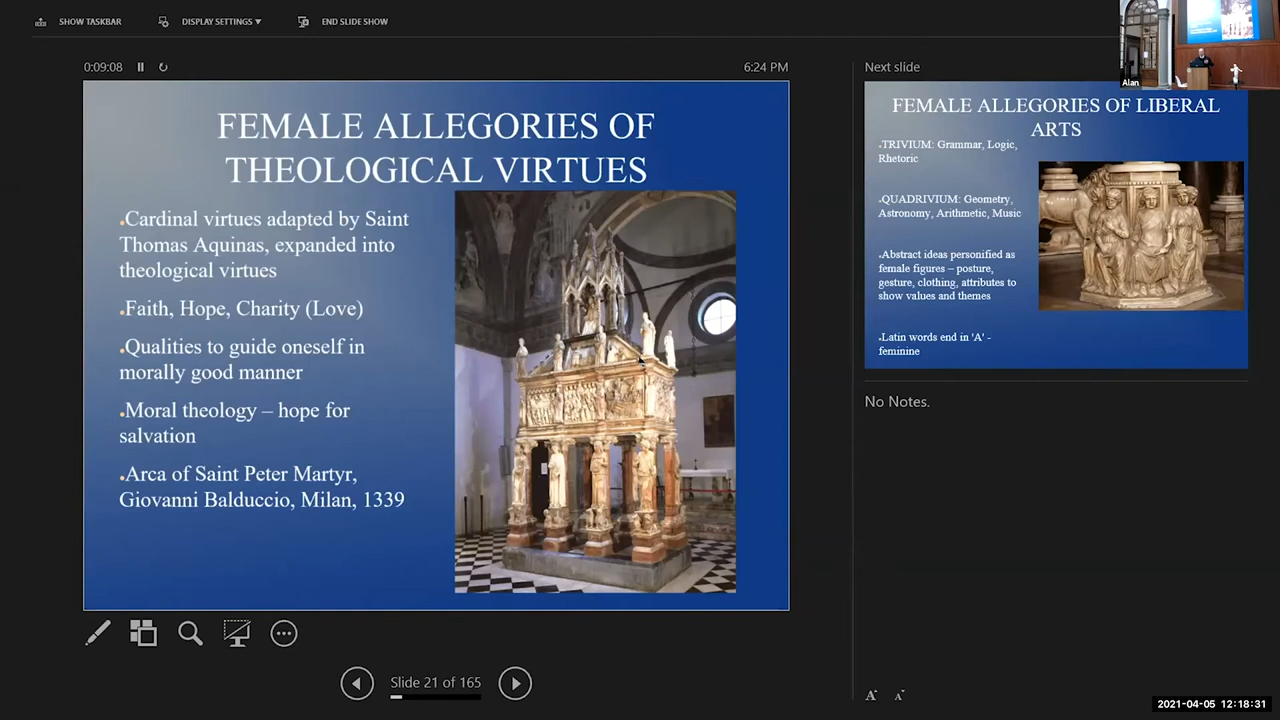 SHOW TASKBAR
DISPLAY SETTINGS ▼
END SLIDE SHOW
0:09:08
6:24 PM
FEMALE ALLEGORIES OF
THEOLOGICAL VIRTUES
•Cardinal virtues adapted by Saint
Thomas Aquinas, expanded into
theological virtues
•Faith, Hope, Charity (Love)
•Qualities to guide oneself in
morally good manner
•Moral theology – hope for
salvation
•Arca of Saint Peter Martyr,
Giovanni Balduccio, Milan, 1339
Slide 21 of 165
Next slide
Alan
FEMALE ALLEGORIES OF LIBERAL
ARTS
•TRIVIUM: Grammar, Logic,
Rhetoric
•QUADRIVIUM: Geometry,
Astronomy, Arithmetic, Music
•Abstract ideas personified as
female figures – posture,
gesture, clothing, attributes to
show values and themes
•Latin words end in 'A' -
feminine
No Notes.
A A
2021-04-05 12:18:31